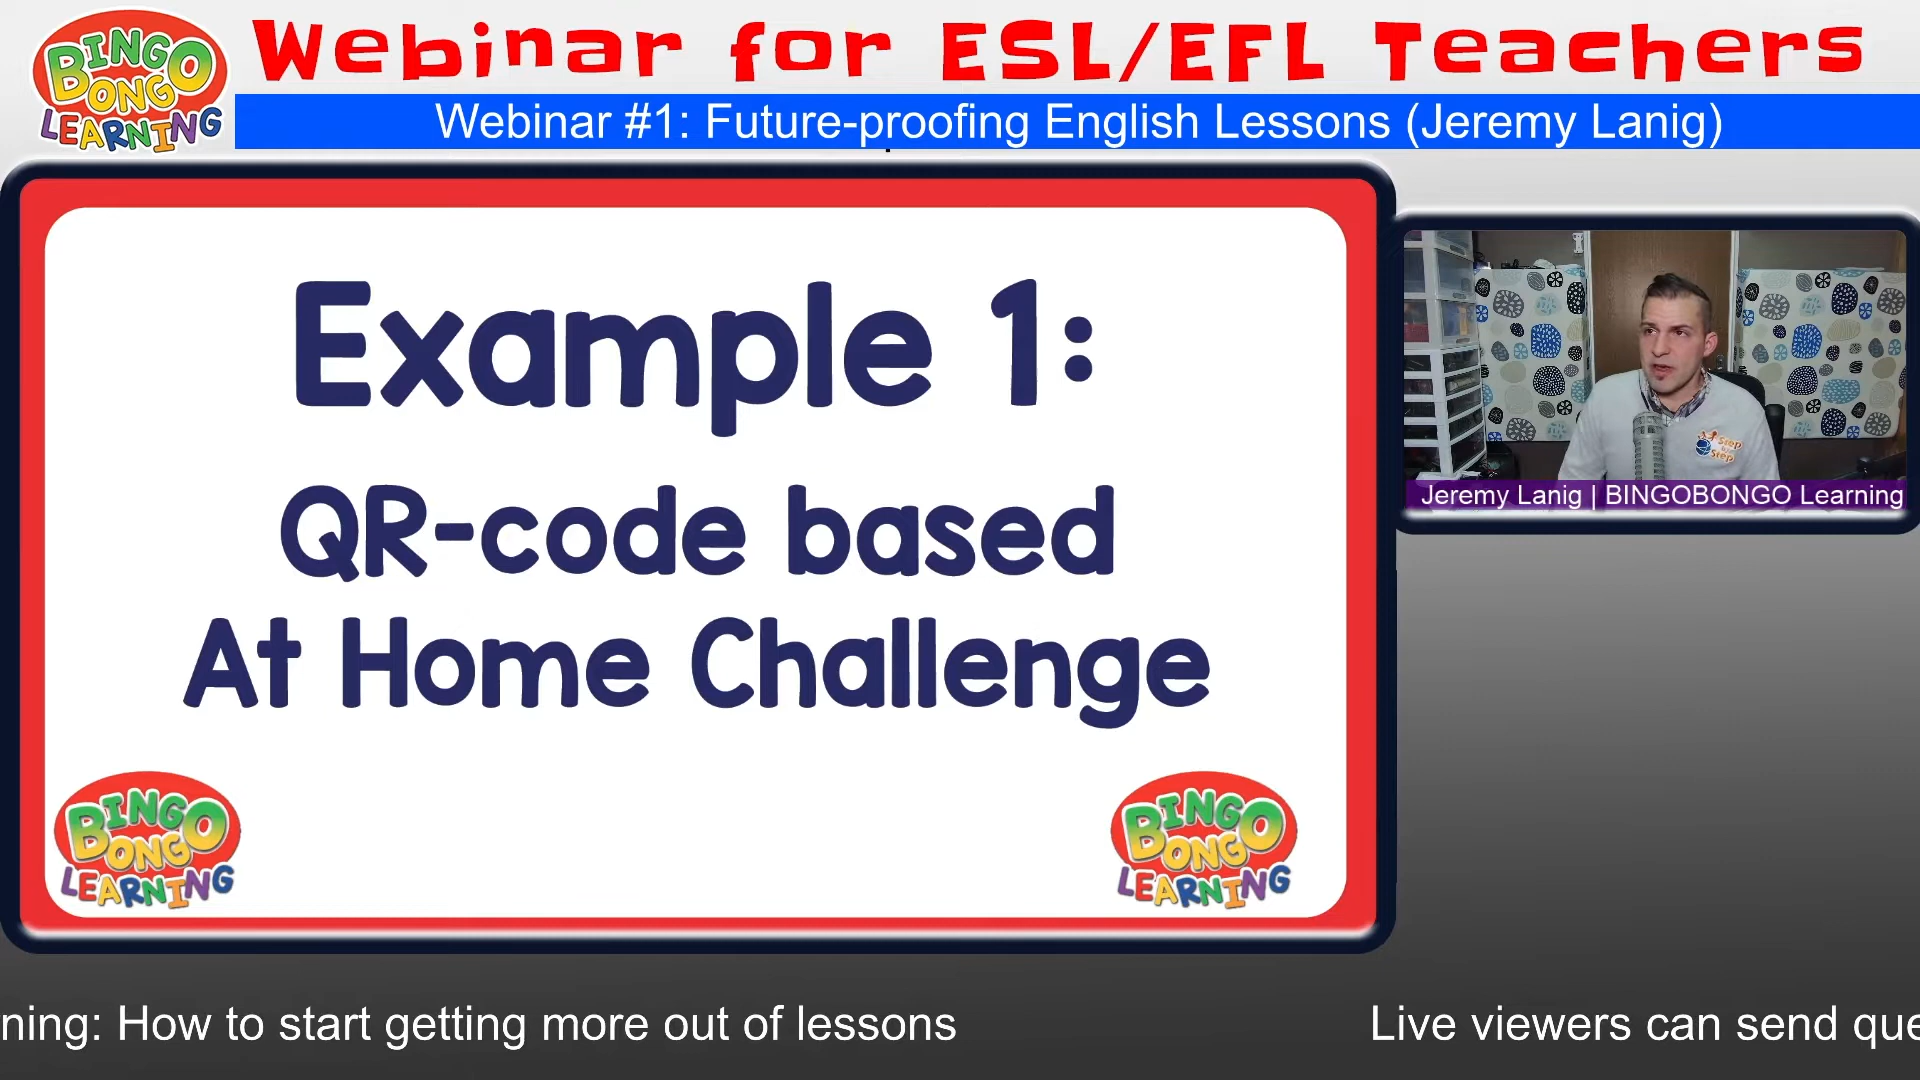 BINGO
BONGO
LEARNING
Webinar for ESL/EFL Teachers
Webinar #1: Future-proofing English Lessons (Jeremy Lanig)
Example 1:
QR-code based
At Home Challenge
BINGO
BONGO
LEARNING
BINGO
BONGO
LEARNING
Step
Step
Jeremy Lanig | BINGOBONGO Learning
ning: How to start getting more out of lessons
Live viewers can send que